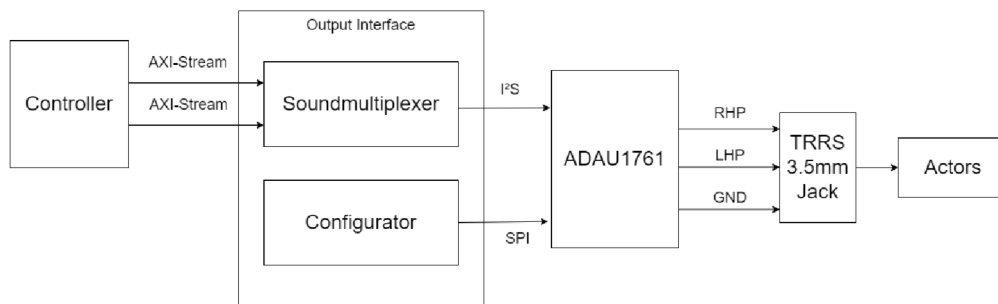 Output Interface
Controller
AXI-Stream
AXI-Stream
Soundmultiplexer
I²S
Configurator
SPI
ADAU1761
RHP
LHP
GND
TRRS
3.5mm
Jack
Actors